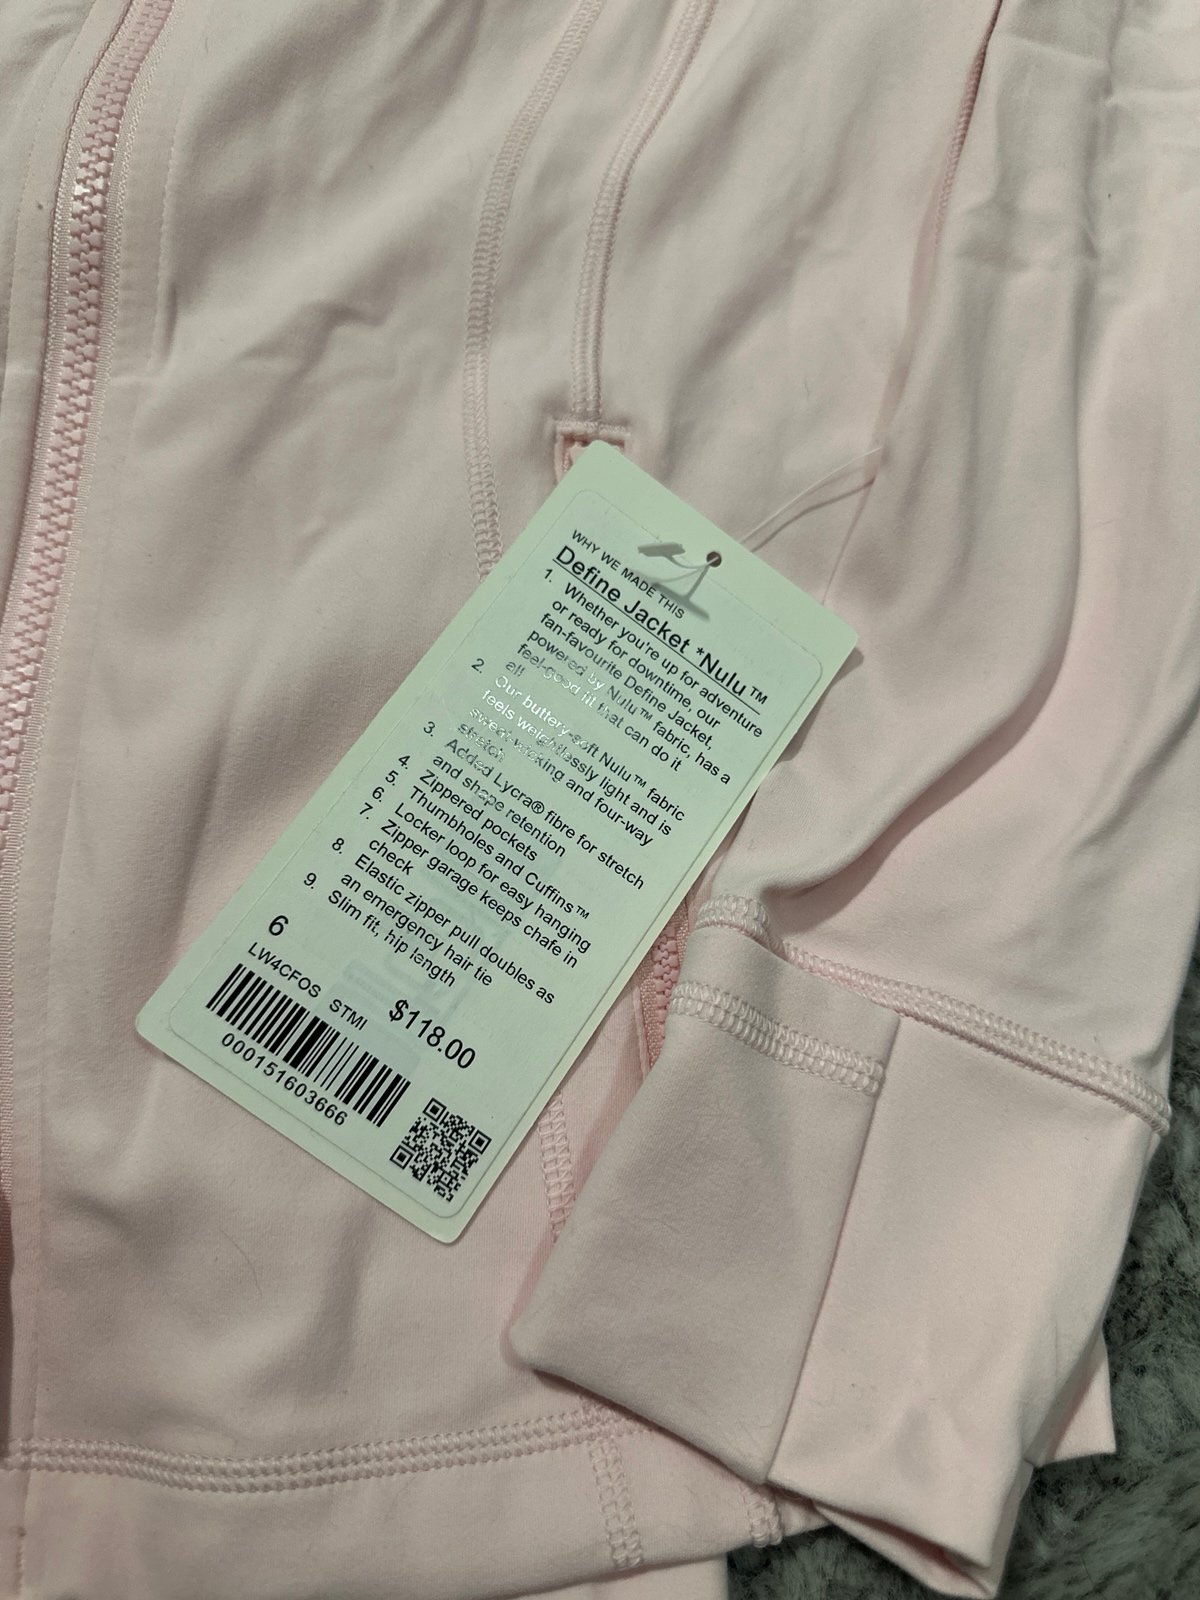 WHY WE MADE THIS
Define Jacket *Nulu™
1. Whether you're up for adventure
or ready for downtime, our
fan-favourite Define Jacket,
powered by Nulu™ fabric, has a
feel-good fit that can do it
all
2. Our buttery-soft Nulu™ fabric
feels weightlessly light and is
sweat-wicking and four-way
stretch
3. Added Lycra® fibre for stretch
and shape retention
4. Zippered pockets
5. Thumbholes and Cuffins™
6. Locker loop for easy hanging
7. Zipper garage keeps chafe in
check
8. Elastic zipper pull doubles as
an emergency hair tie
9. Slim fit, hip length
6
LW4CFOS STMI
$118.00
000151603666